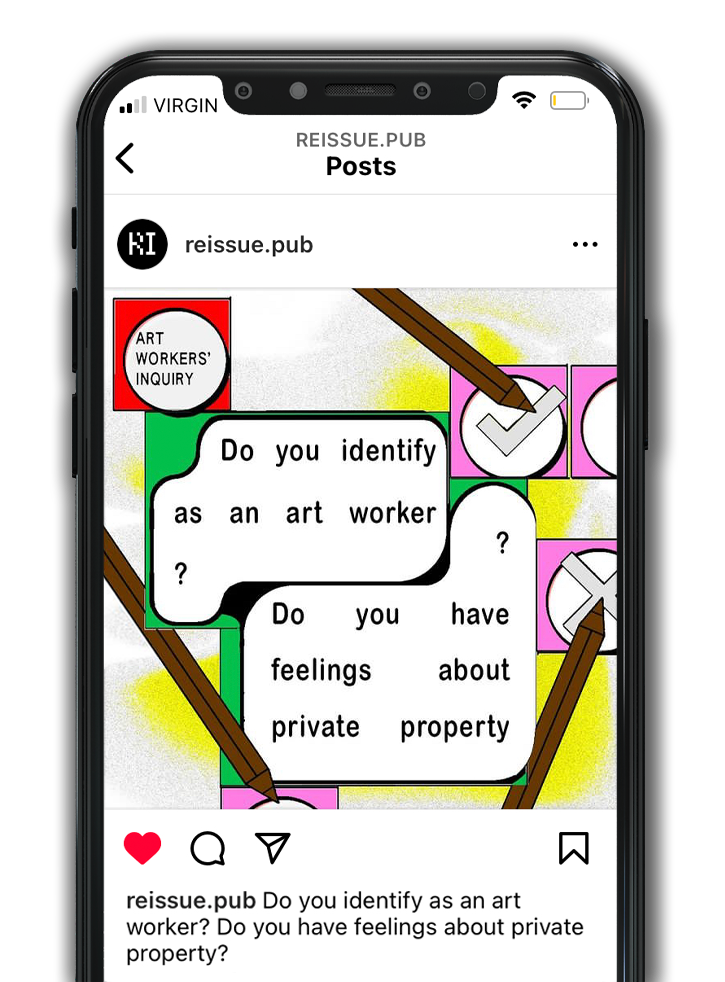 VIRGIN
REISSUE.PUB
Posts
RI
reissue.pub
ART
WORKERS'
INQUIRY
Do you identify
as an art worker
?
?
Do you have
feelings about
private property
reissue.pub Do you identify as an art
worker? Do you have feelings about private
property?